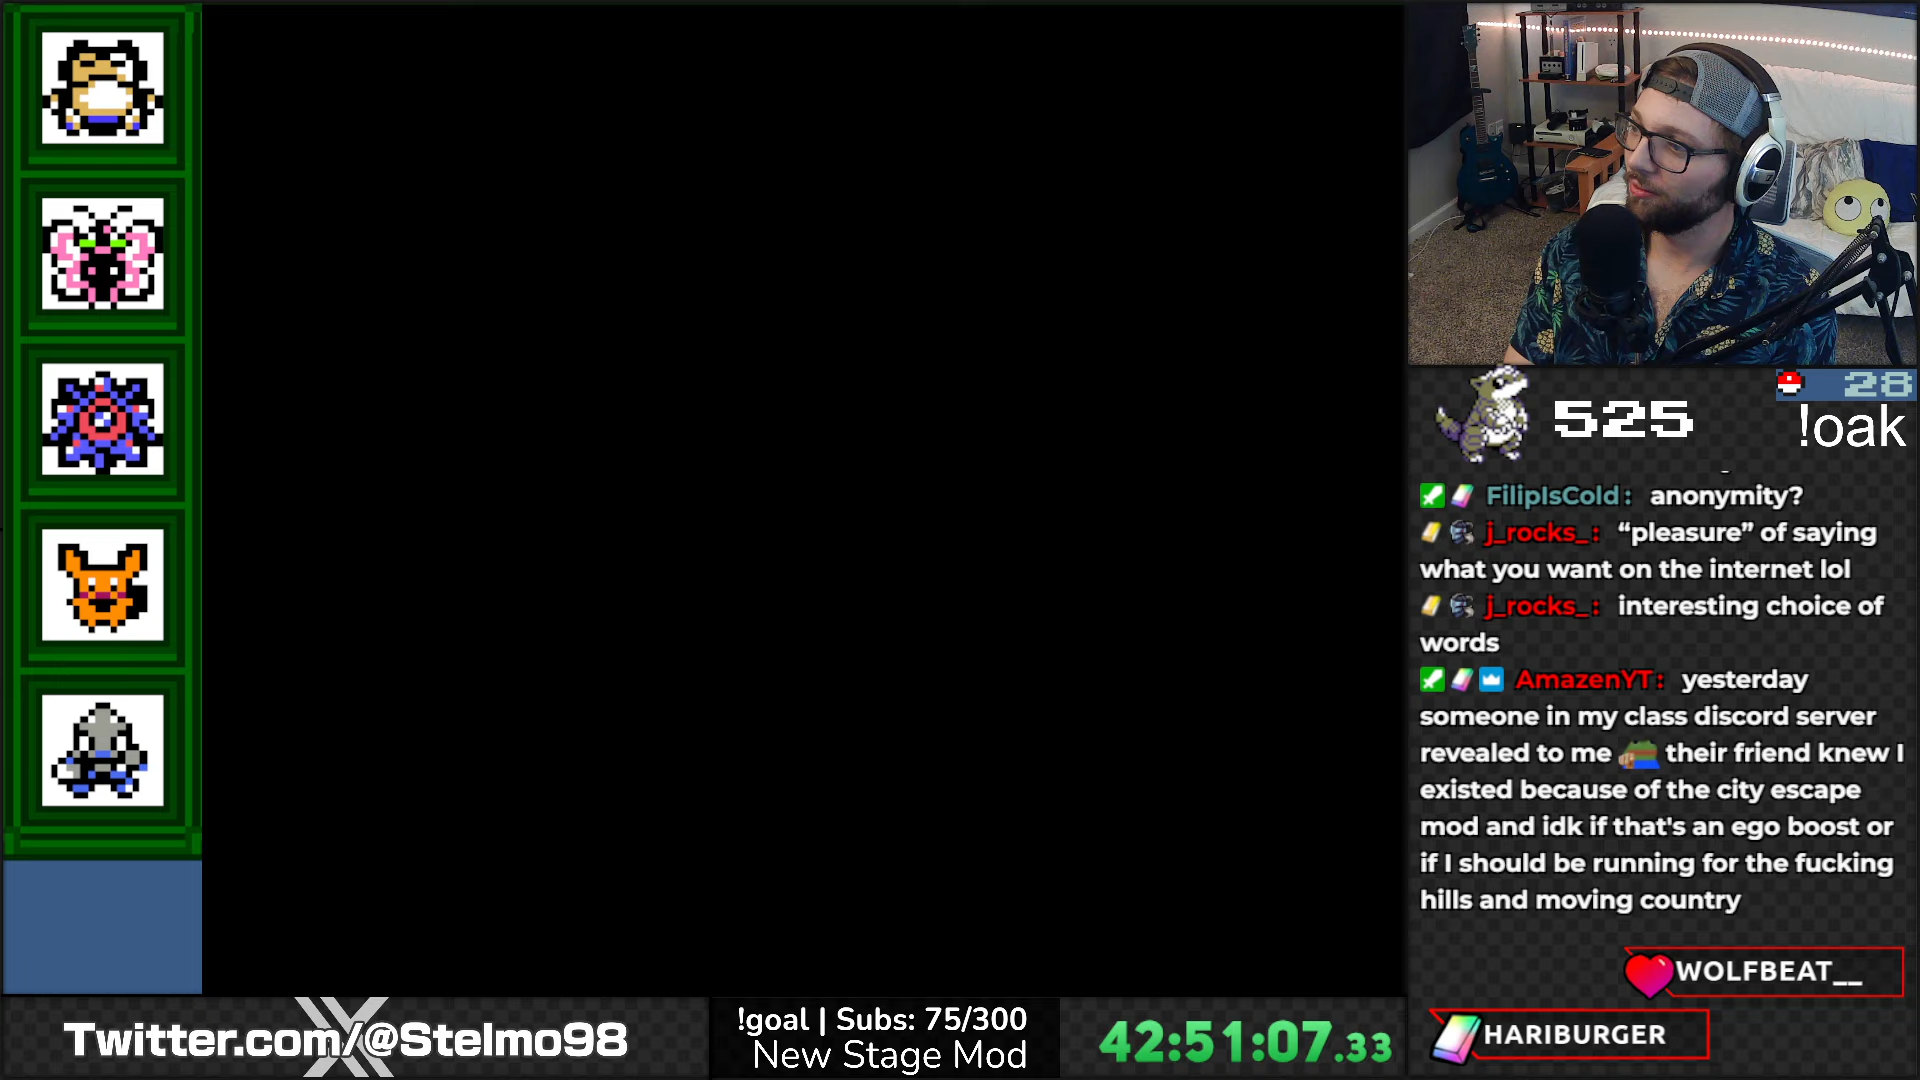 28
525
!oak
FilipIsCold: anonymity?
j_rocks_: “pleasure” of saying
what you want on the internet lol
j_rocks_: interesting choice of
words
AmazenYT: yesterday
someone in my class discord server
revealed to me their friend knew I
existed because of the city escape
mod and idk if that's an ego boost or
if I should be running for the fucking
hills and moving country
WOLFBEAT__
HARIBURGER
Twitter.com/@Stelmo98
!goal | Subs: 75/300
New Stage Mod
42:51:07.33